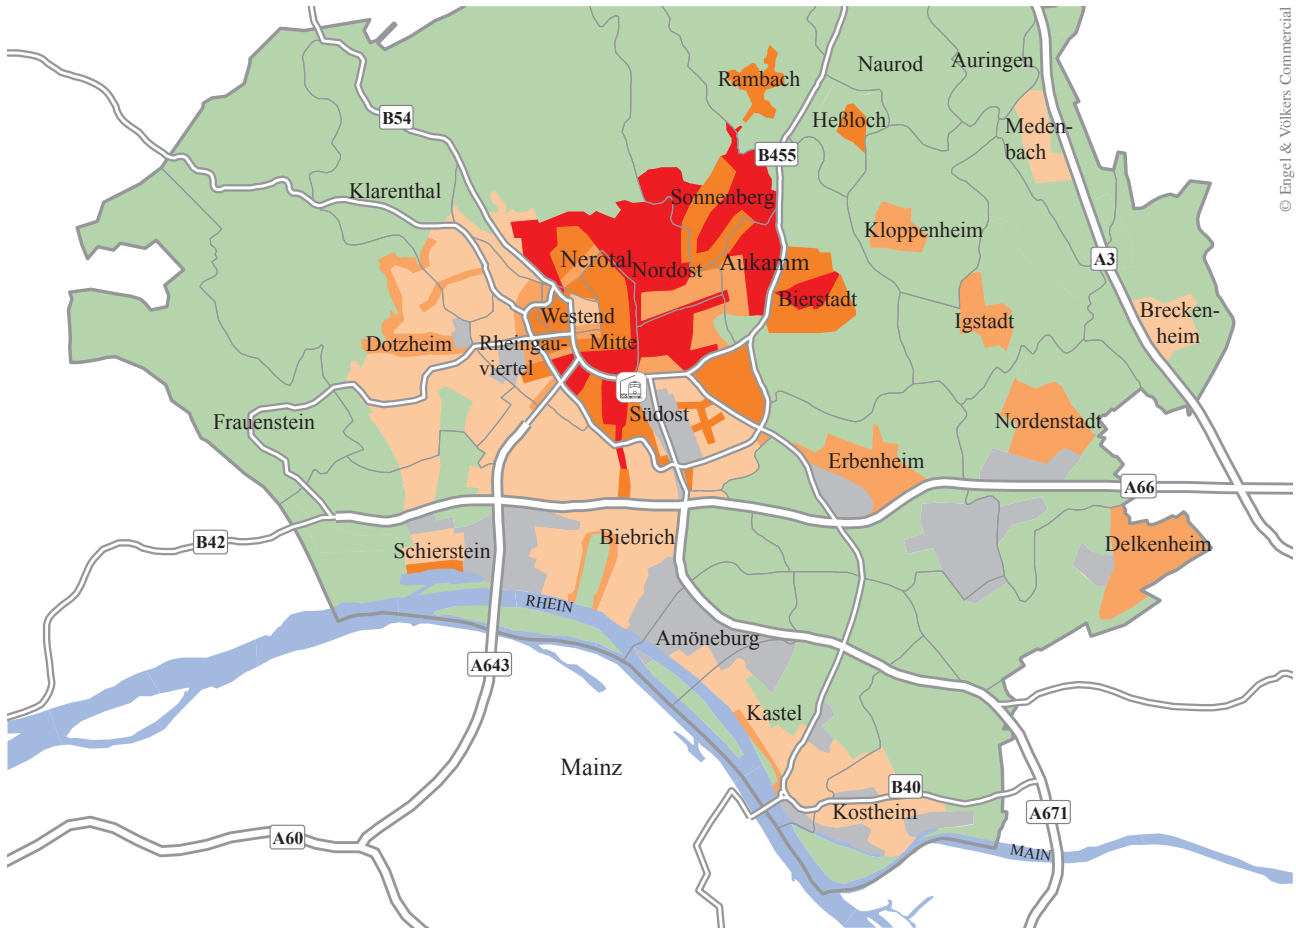 © Engel & Völkers Commercial
Naurod
Auringen
Rambach
Heßloch
B54
Meden-
bach
B455
Klarenthal
Sonnenberg
Kloppenheim
Nerotal
Nordost
Aukamm
A3
Bierstadt
Westend
Igstadt
Brecken-
heim
Dotzheim
Rheingau-
viertel
Mitte
Südost
Frauenstein
Nordenstadt
Erbenheim
A66
B42
Schierstein
Biebrich
Delkenheim
RHEIN
Amöneburg
A643
Kastel
Mainz
B40
Kostheim
A671
A60
MAIN